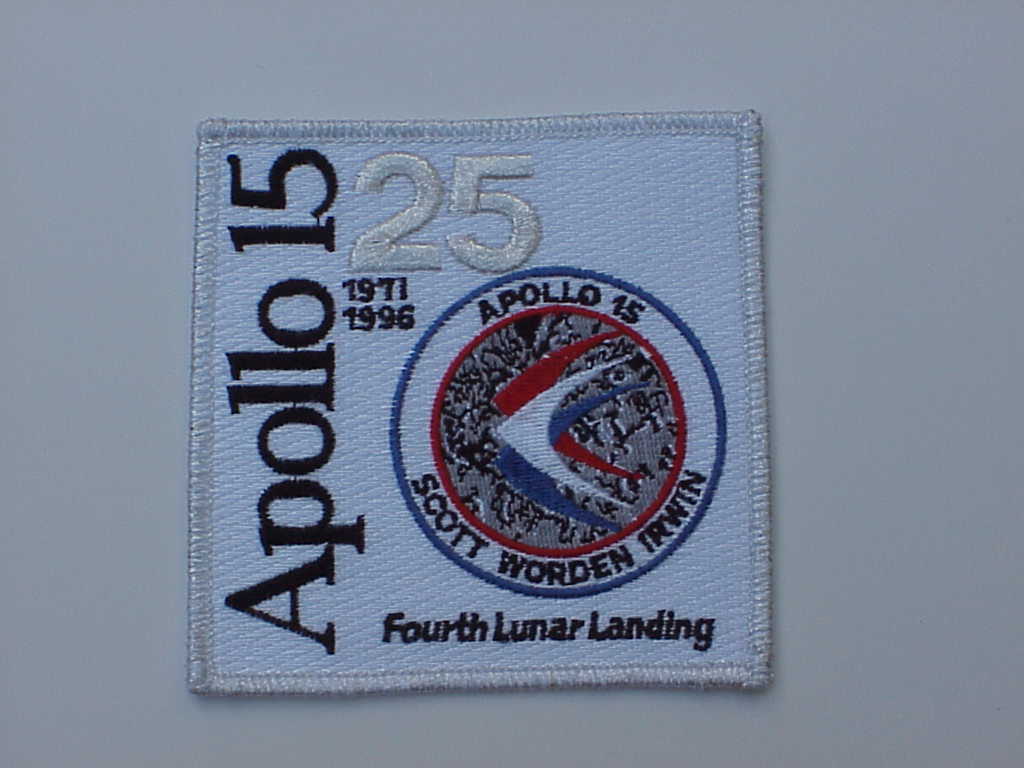 Apollo 15
25
1971
1996
APOLLO 15
SCOTT WORDEN IRWIN
Fourth Lunar Landing